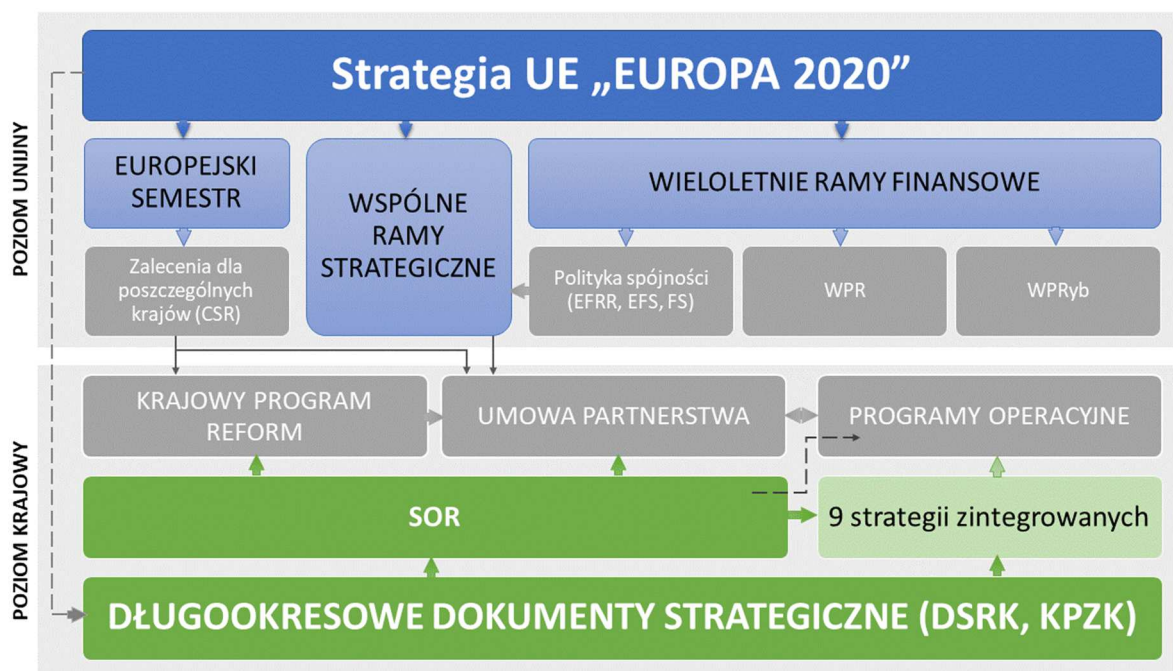 Strategia UE „EUROPA 2020”
POZIOM UNIJNY
EUROPEJSKI
SEMESTR
WSPÓLNE
RAMY
STRATEGICZNE
WIELOLETNIE RAMY FINANSOWE
Zalecenia dla
poszczególnych
krajów (CSR)
Polityka spójności
(EFRR, EFS, FS)
WPR
WPRyb
POZIOM KRAJOWY
KRAJOWY PROGRAM
REFORM
UMOWA PARTNERSTWA
PROGRAMY OPERACYJNE
SOR
9 strategii zintegrowanych
DŁUGOOKRESOWE DOKUMENTY STRATEGICZNE (DSRK, KPZK)